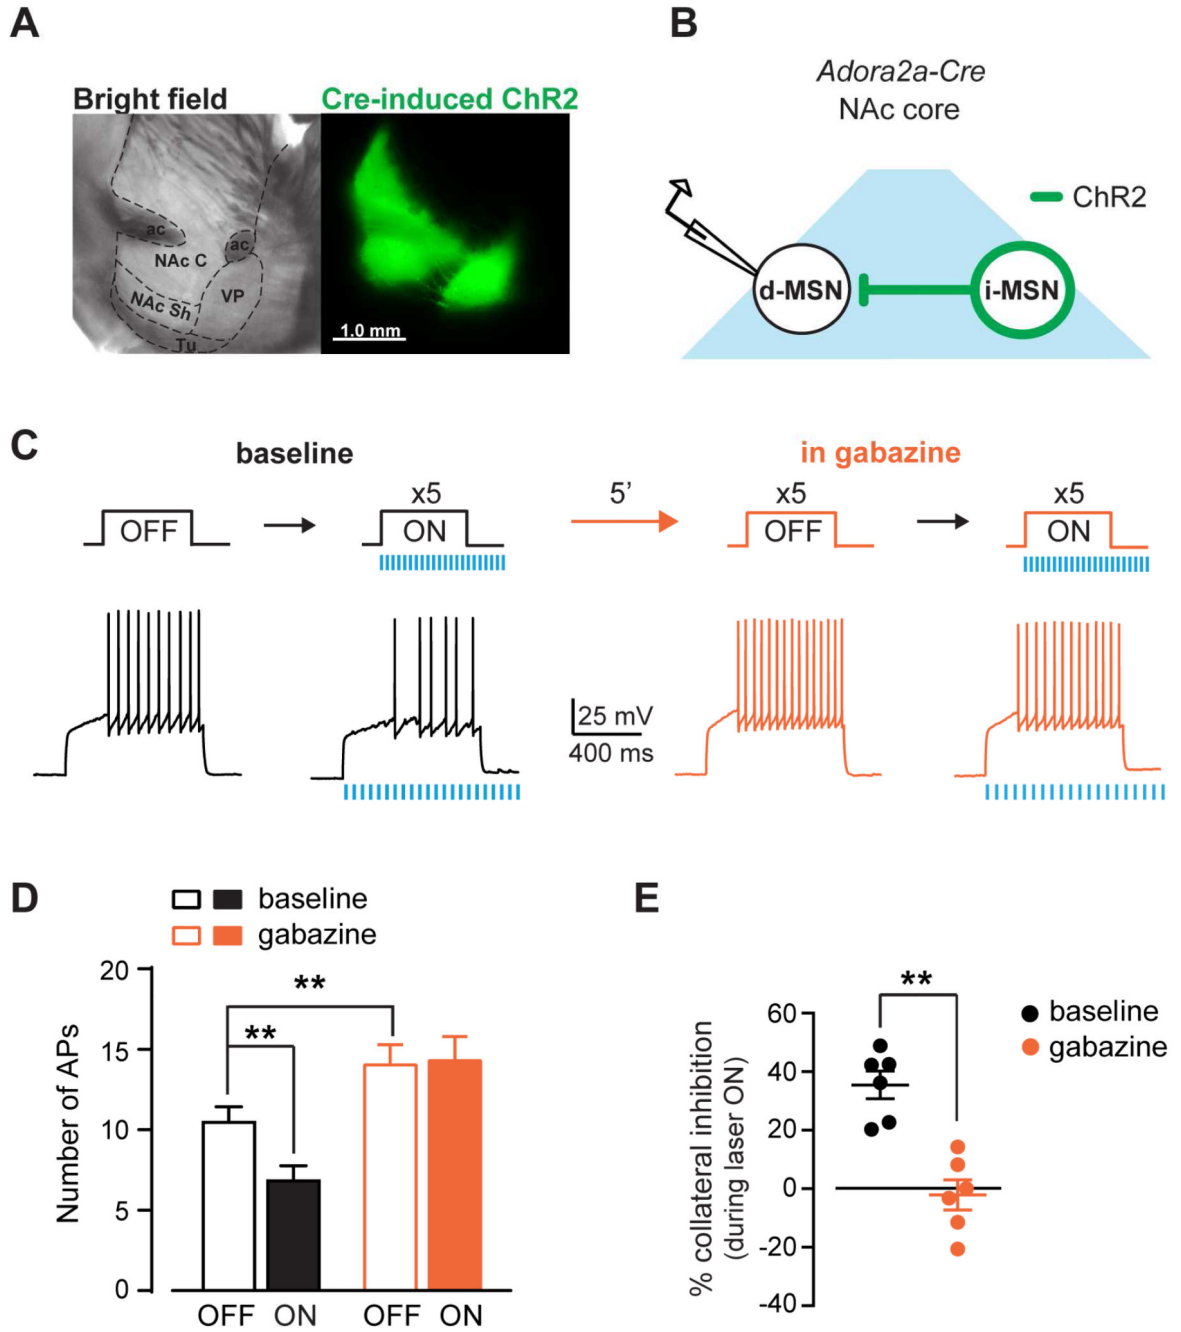 A
Bright field
Cre-induced ChR2
ac
ac
NAc C
NAc Sh
VP
Tu
1.0 mm
B
Adora2a-Cre
NAc core
ChR2
d-MSN
i-MSN
C
baseline
in gabazine
OFF
x5
ON
5’
x5
OFF
x5
ON
25 mV
400 ms
D
baseline
gabazine
Number of APs
20
15
10
5
0
**
**
OFF
ON
OFF
ON
E
% collateral inhibition
(during laser ON)
60
40
20
0
-20
-40
**
baseline
gabazine